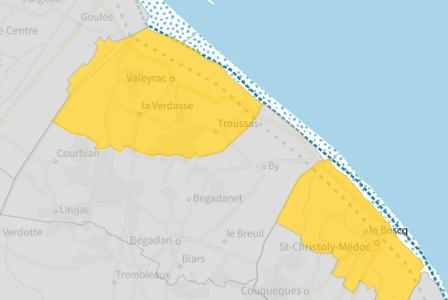 Goulée
e Centre
Valeyrac
la Verdasse
Troussas
Courbian
By
Bégadanet
Laujac
Verdotte
le Breuil
le Boscq
Bégadan
St-Christoly-Médoc
Biars
Trembleaux
Couquèques